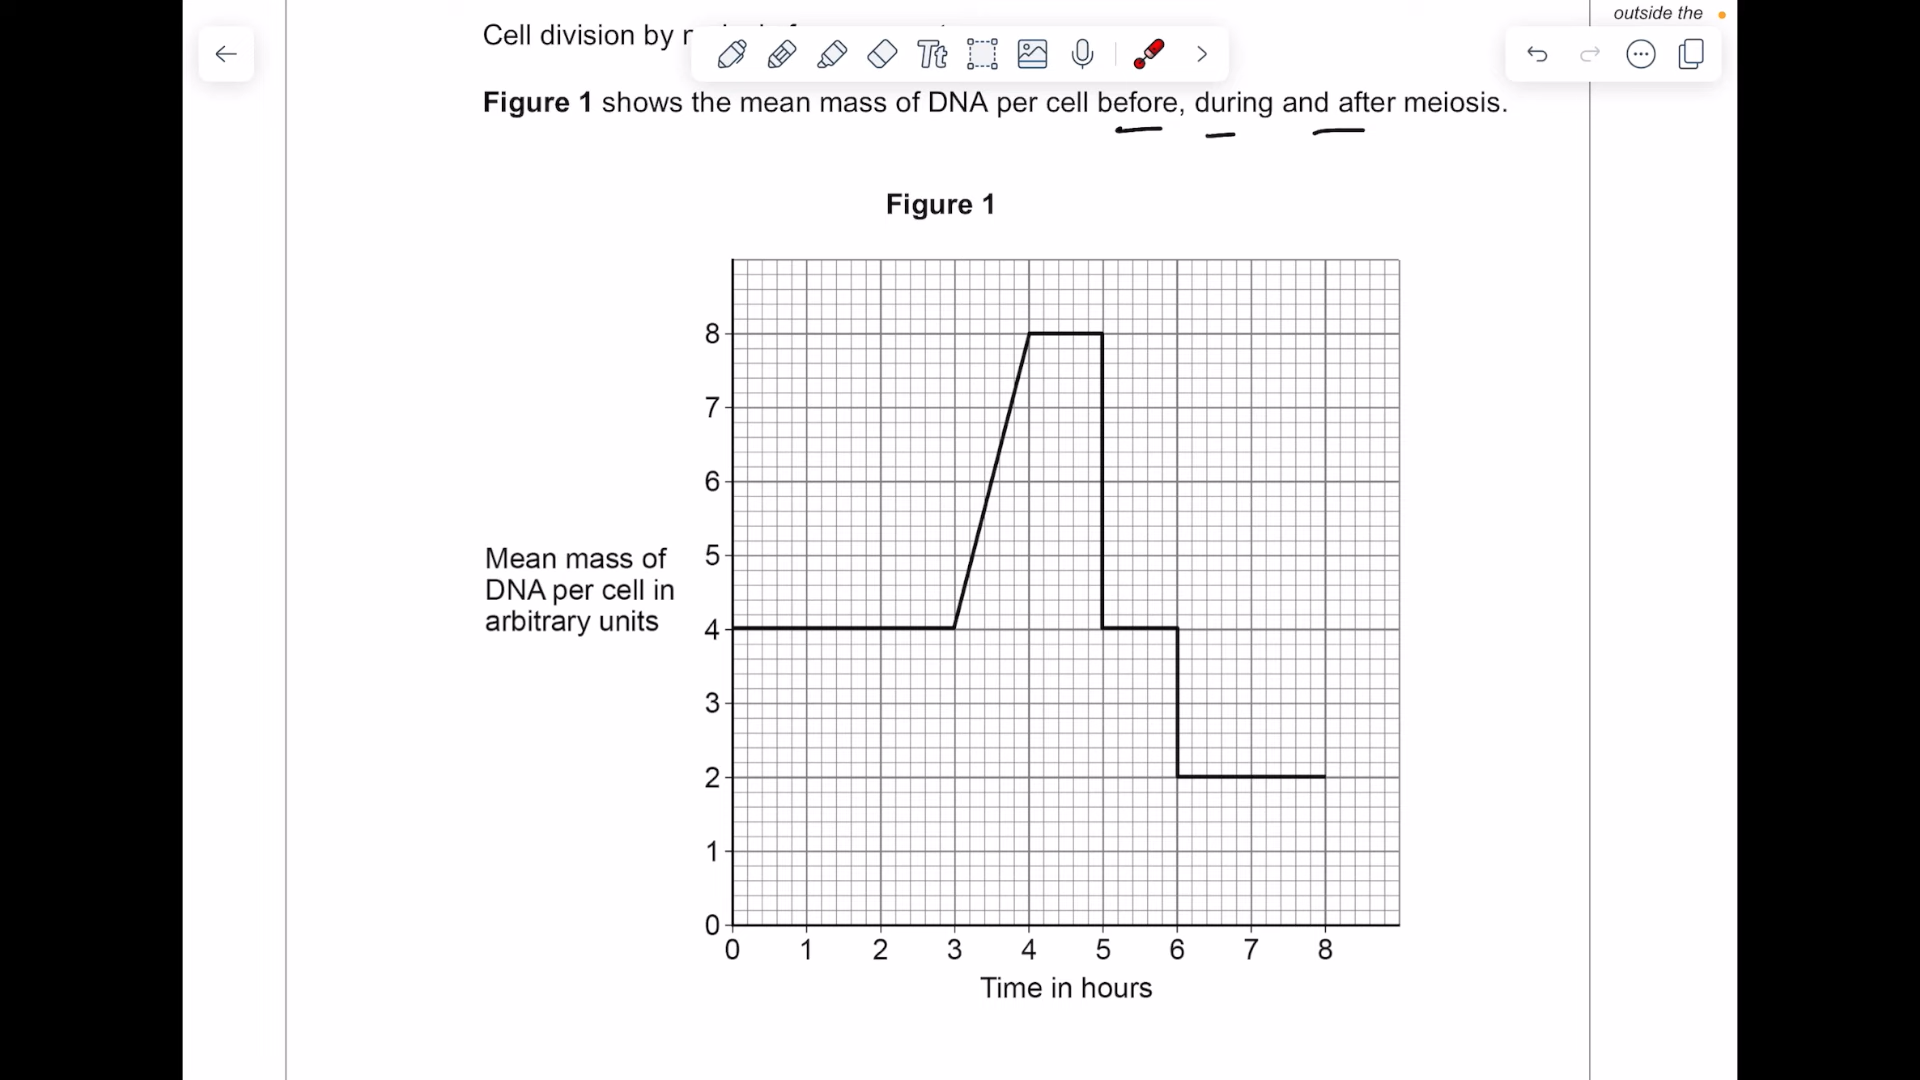 outside the
Cell division by
Figure 1 shows the mean mass of DNA per cell before, during and after meiosis.
Figure 1
Mean mass of
DNA per cell in
arbitrary units
8
7
6
5
4
3
2
1
0
0 1 2 3 4 5 6 7 8
Time in hours
Tt